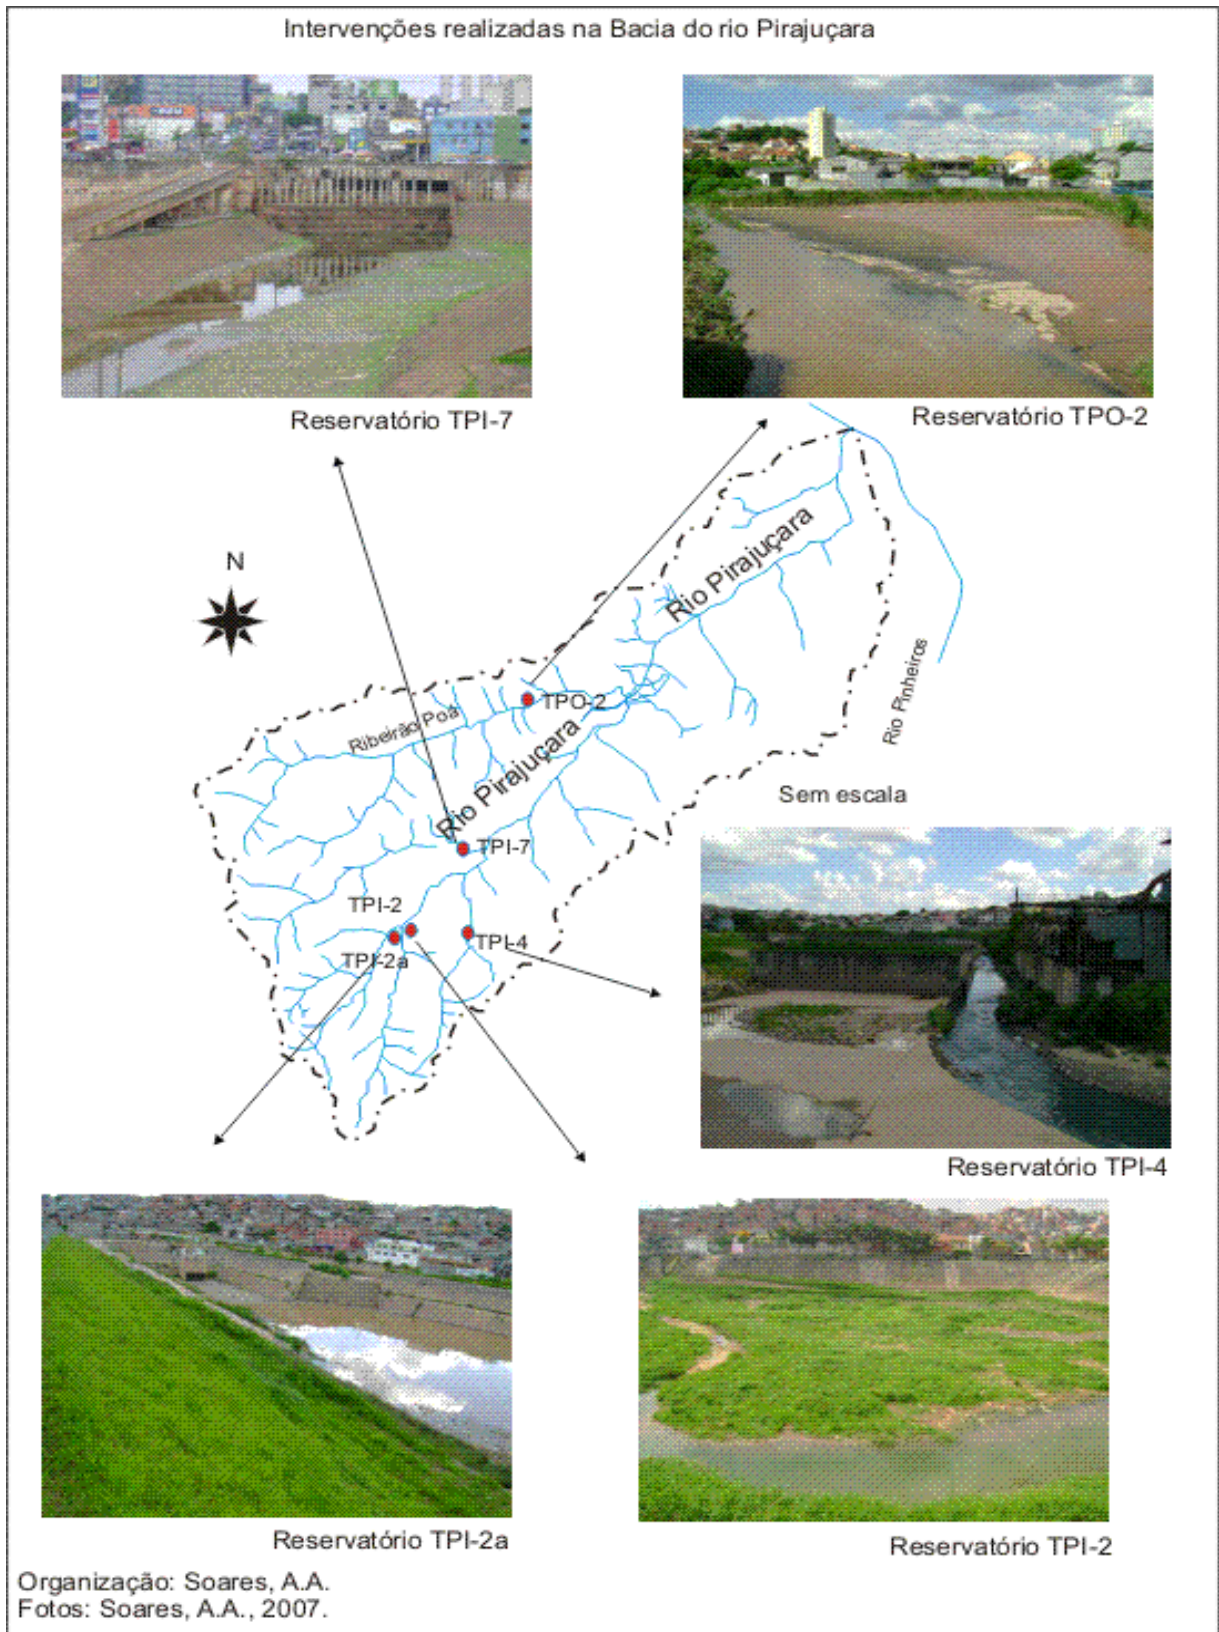 Intervenções realizadas na Bacia do rio Pirajuçara
Reservatório TPI-7
Reservatório TPO-2
N
Rio Pirajuçara
Rio Pinheiros
Ribeirão Poá
TPO-2
Rio Pirajuçara
Sem escala
TPI-7
TPI-2
TPI-2a
TPI-4
Reservatório TPI-4
Reservatório TPI-2a
Reservatório TPI-2
Organização: Soares, A.A.
Fotos: Soares, A.A., 2007.